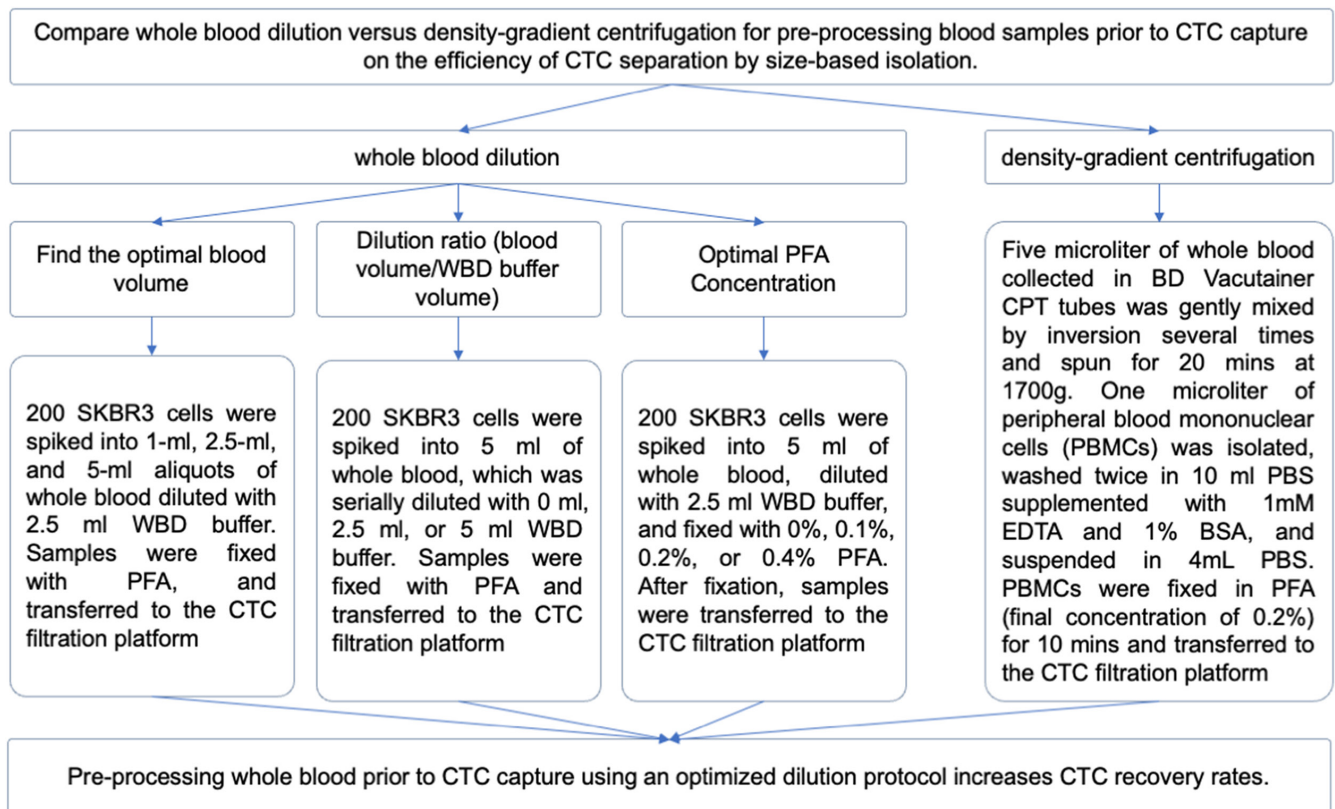 Compare whole blood dilution versus density-gradient centrifugation for pre-processing blood samples prior to CTC capture
on the efficiency of CTC separation by size-based isolation.
whole blood dilution
density-gradient centrifugation
Find the optimal blood
volume
Dilution ratio (blood
volume/WBD buffer
volume)
Optimal PFA
Concentration
200 SKBR3 cells were
spiked into 1-ml, 2.5-ml,
and 5-ml aliquots of
whole blood diluted with
2.5 ml WBD buffer.
Samples were fixed
with PFA, and
transferred to the CTC
filtration platform
200 SKBR3 cells were
spiked into 5 ml of
whole blood, which was
serially diluted with 0 ml,
2.5 ml, or 5 ml WBD
buffer. Samples were
fixed with PFA and
transferred to the CTC
filtration platform
200 SKBR3 cells were
spiked into 5 ml of
whole blood, diluted
with 2.5 ml WBD buffer,
and fixed with 0%, 0.1%,
0.2%, or 0.4% PFA.
After fixation, samples
were transferred to the
CTC filtration platform
Five microliter of whole blood
collected in BD Vacutainer
CPT tubes was gently mixed
by inversion several times
and spun for 20 mins at
1700g. One microliter of
peripheral blood mononuclear
cells (PBMCs) was isolated,
washed twice in 10 ml PBS
supplemented with 1mM
EDTA and 1% BSA, and
suspended in 4mL PBS.
PBMCs were fixed in PFA
(final concentration of 0.2%)
for 10 mins and transferred to
the CTC filtration platform
Pre-processing whole blood prior to CTC capture using an optimized dilution protocol increases CTC recovery rates.